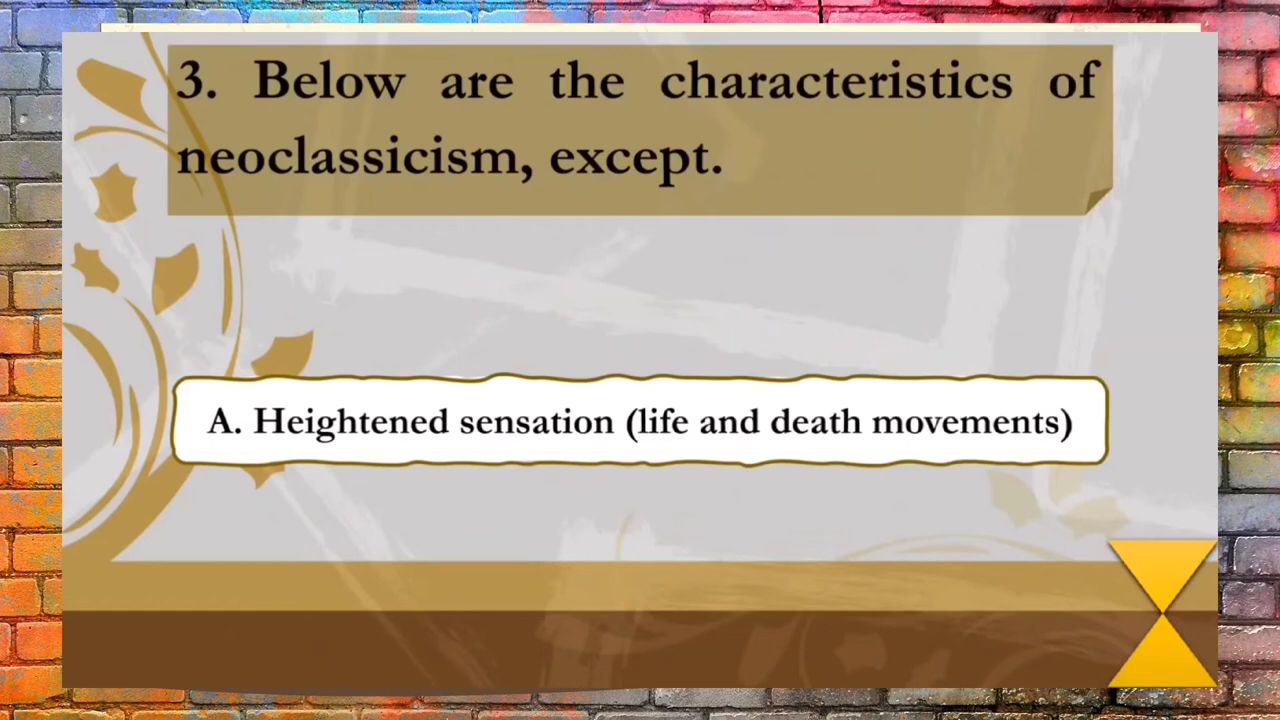 3. Below are the characteristics of
neoclassicism, except.
A. Heightened sensation (life and death movements)